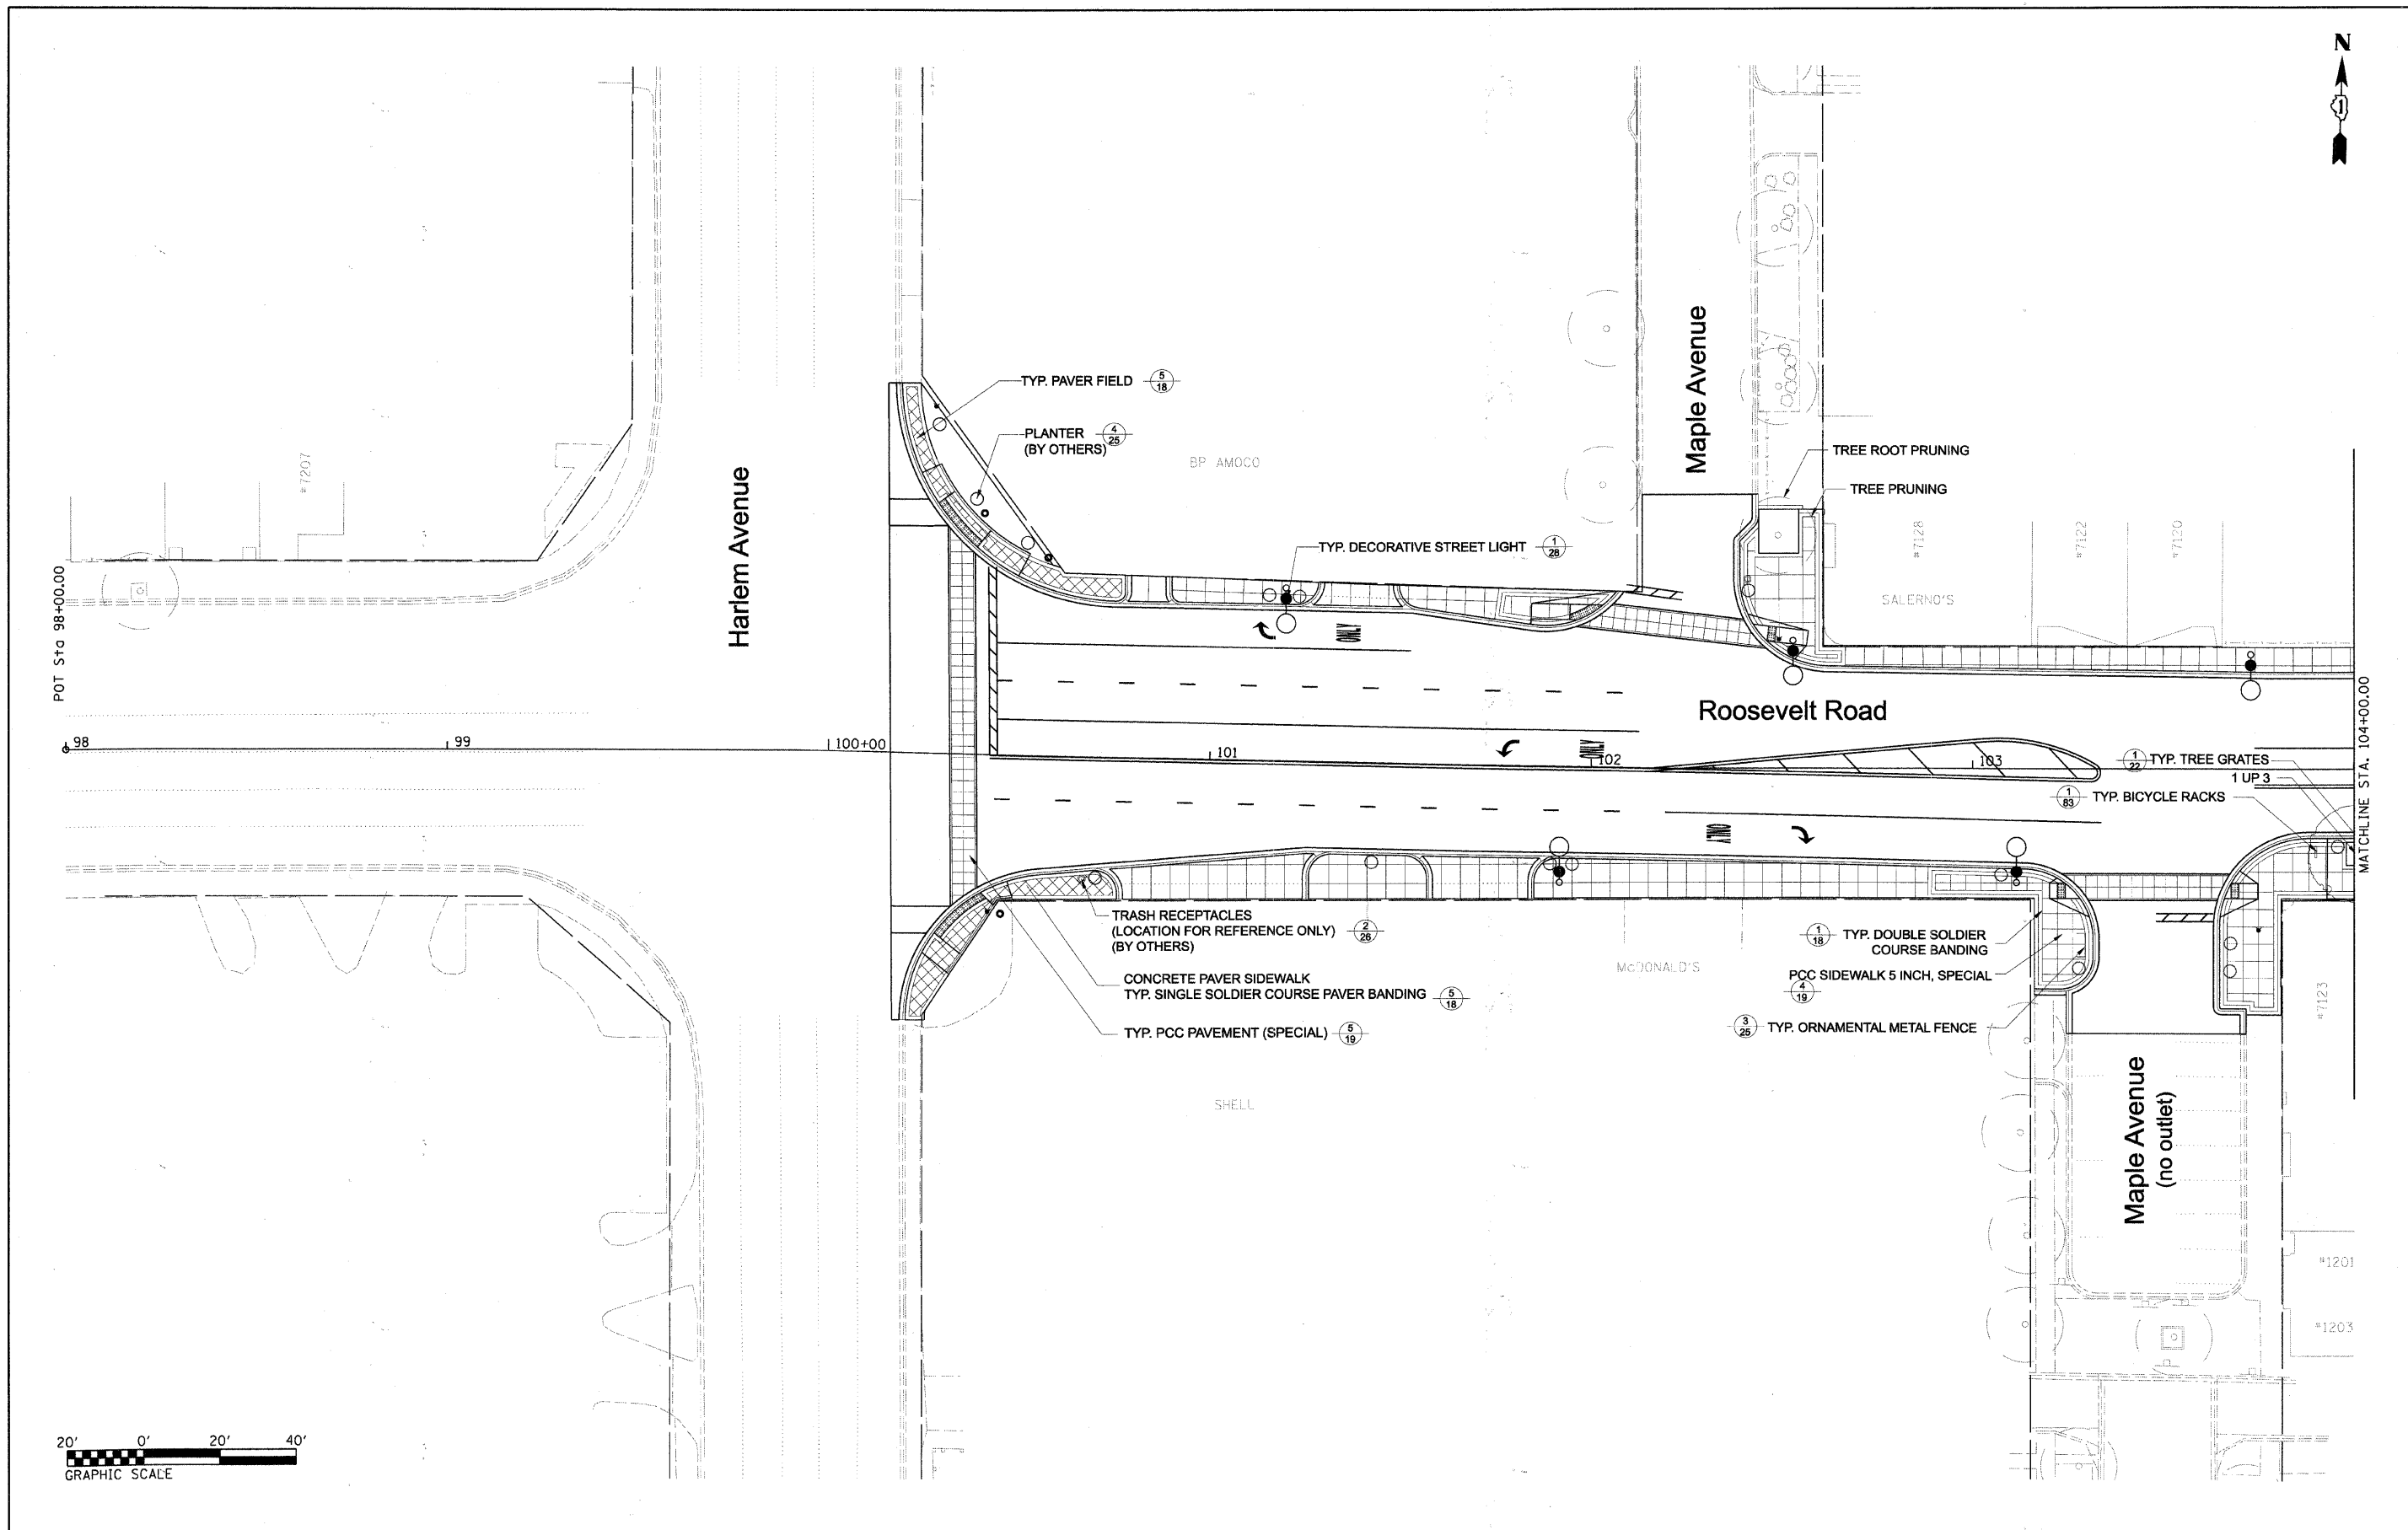 N
1
TYP. PAVER FIELD 5
18
PLANTER 4
(BY OTHERS) 25
BP AMOCO
#7207
Harlem Avenue
Maple Avenue
TREE ROOT PRUNING
TREE PRUNING
TYP. DECORATIVE STREET LIGHT 1
28
#7128
#7122
#7120
SALERNO'S
POT Sta 98+00.00
ONLY
Roosevelt Road
98
99
100+00
101
102
103
ONLY
1
22 TYP. TREE GRATES
1 UP 3
1
83 TYP. BICYCLE RACKS
MATCHLINE STA. 104+00.00
ONLY
TRASH RECEPTACLES
(LOCATION FOR REFERENCE ONLY) 2
(BY OTHERS) 26
CONCRETE PAVER SIDEWALK
TYP. SINGLE SOLDIER COURSE PAVER BANDING 5
18
TYP. PCC PAVEMENT (SPECIAL) 5
19
McDONALD'S
1
18 TYP. DOUBLE SOLDIER
COURSE BANDING
PCC SIDEWALK 5 INCH, SPECIAL
4
19
3
25 TYP. ORNAMENTAL METAL FENCE
#7123
SHELL
Maple Avenue
(no outlet)
#1201
#1203
20' 0' 20' 40'
GRAPHIC SCALE